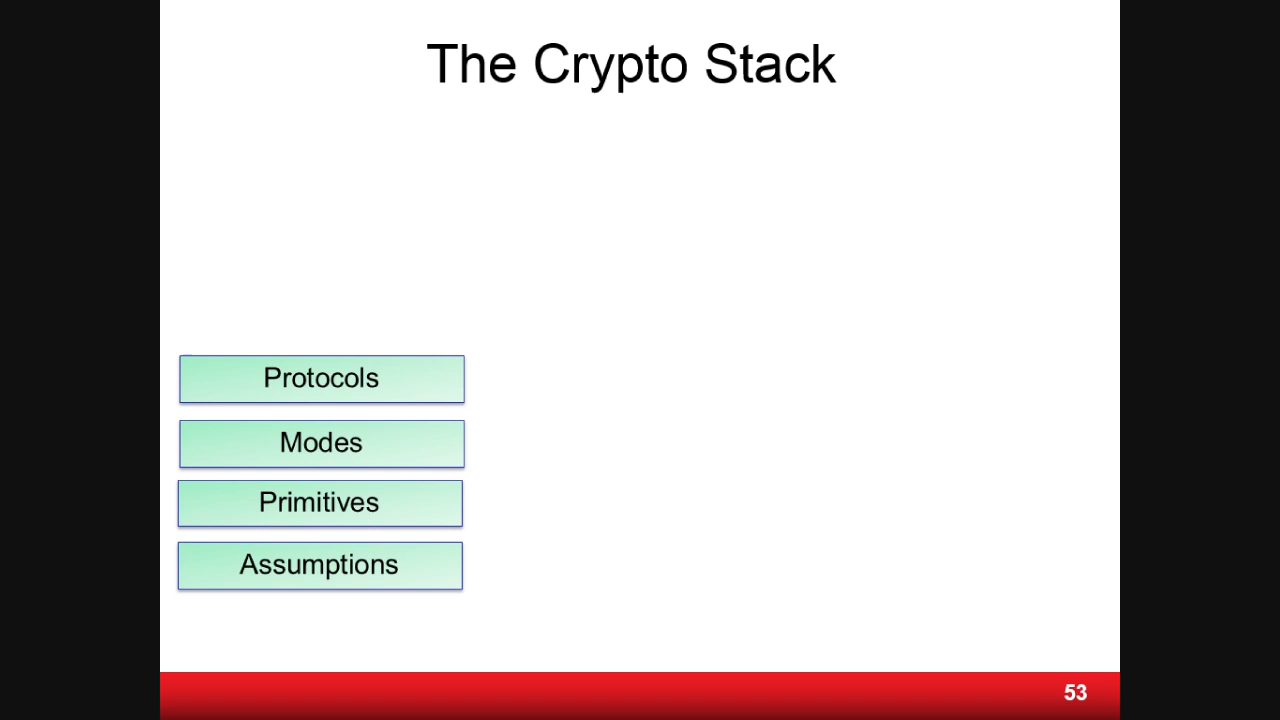 The Crypto Stack
Protocols
Modes
Primitives
Assumptions
53